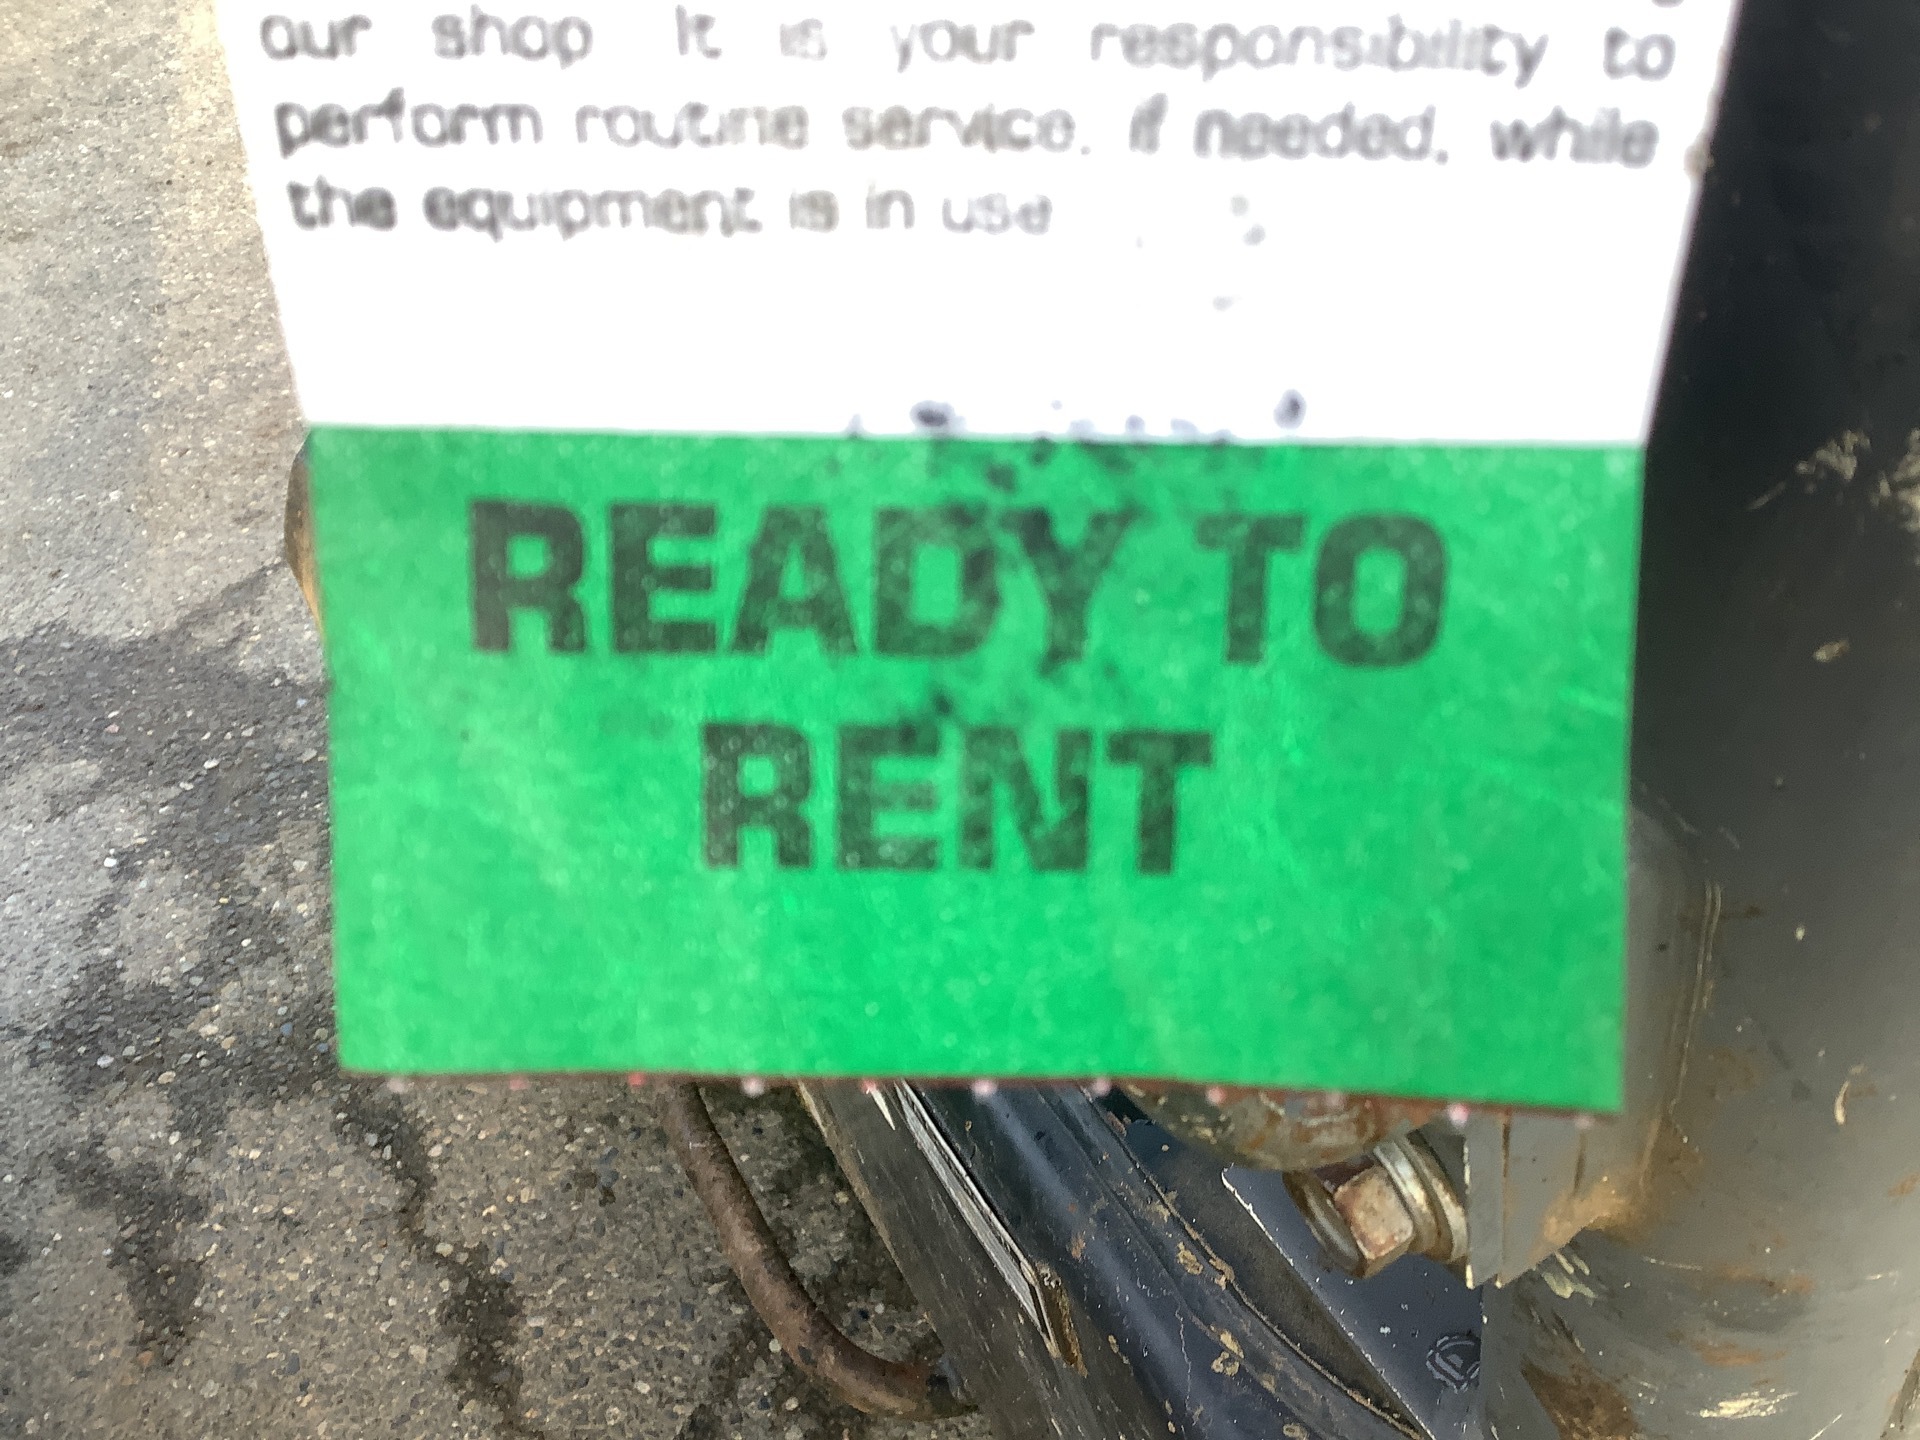 our shop It is your responsibility to
perform routine service, if needed, while
the equipment is in use
READY TO
RENT